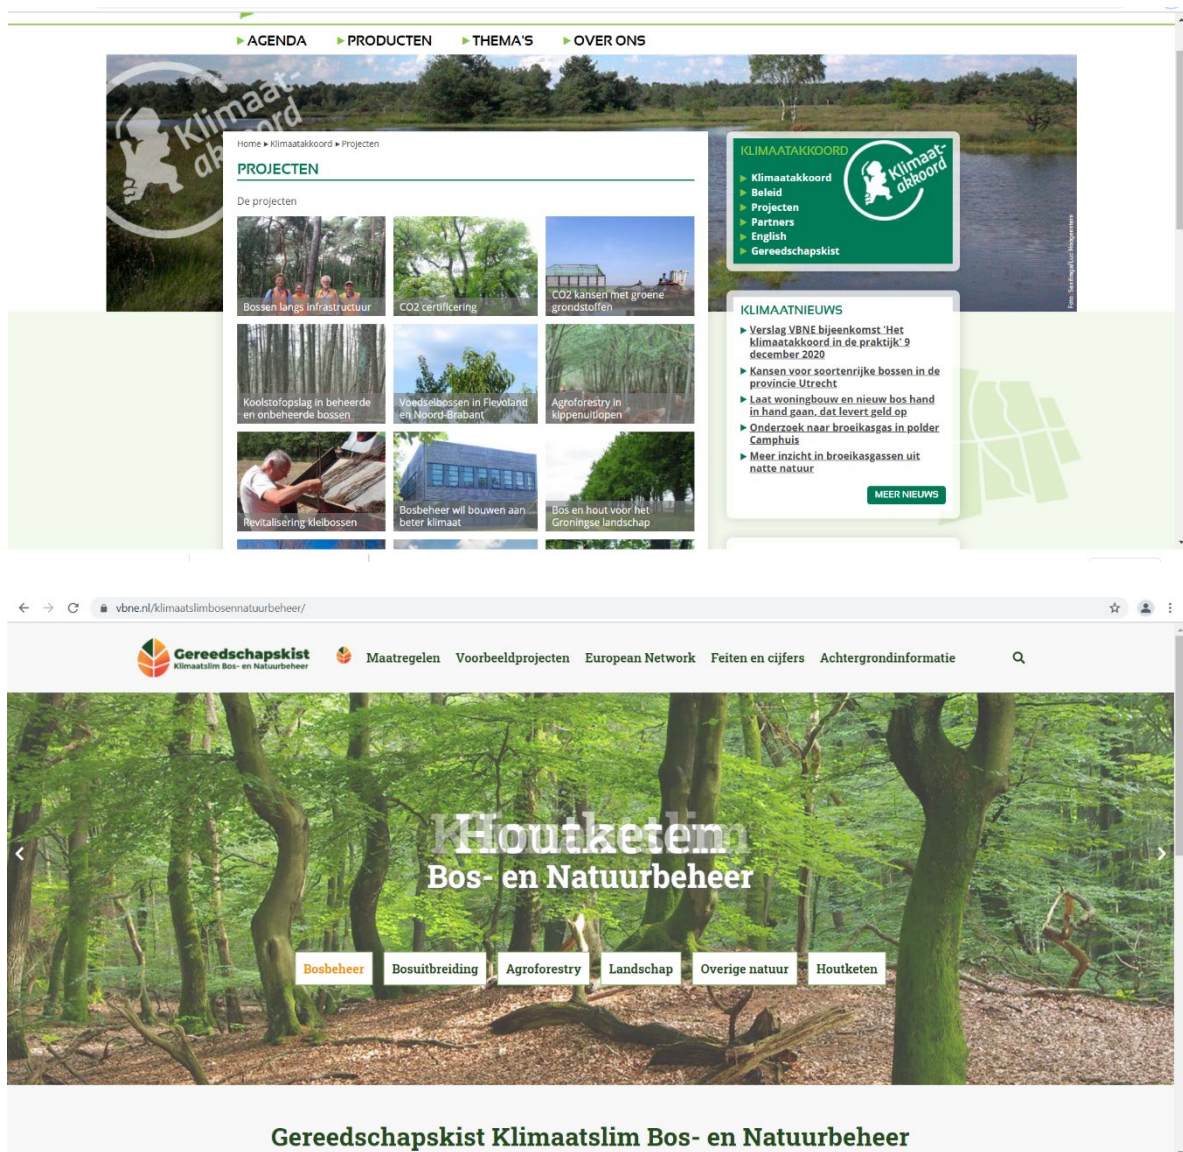 AGENDA PRODUCTEN THEMA'S OVER ONS
Klimaat-
akkoord
Home ▸ Klimaatakkoord ▸ Projecten
PROJECTEN
De projecten
Bossen langs infrastructuur
CO2 certificering
CO2 kansen met groene
grondstoffen
Koolstofopslag in beheerde
en onbeheerde bossen
Voedselbossen in Flevoland
en Noord-Brabant
Agroforestry in
kippenuitlopen
Revitalisering kleibossen
Bosbeheer wil bouwen aan
beter klimaat
Bos en hout voor het
Groningse landschap
KLIMAATAKKOORD
Klimaat-
akkoord
Klimaatakkoord
Beleid
Projecten
Partners
English
Gereedschapskist
KLIMAATNIEUWS
Verslag VBNE bijeenkomst 'Het
klimaatakkoord in de praktijk' 9
december 2020
Kansen voor soortenrijke bossen in de
provincie Utrecht
Laat woningbouw en nieuw bos hand
in hand gaan, dat levert geld op
Onderzoek naar broeikasgas in polder
Camphuis
Meer inzicht in broeikasgassen uit
natte natuur
MEER NIEUWS
vbne.nl/klimaatslimbosennatuurbeheer/
Gereedschapskist
Klimaatslim Bos- en Natuurbeheer
Maatregelen Voorbeeldprojecten European Network Feiten en cijfers Achtergrondinformatie
Houtketen
Bos- en Natuurbeheer
Bosbeheer Bosuitbreiding Agroforestry Landschap Overige natuur Houtketen
Gereedschapskist Klimaatslim Bos- en Natuurbeheer